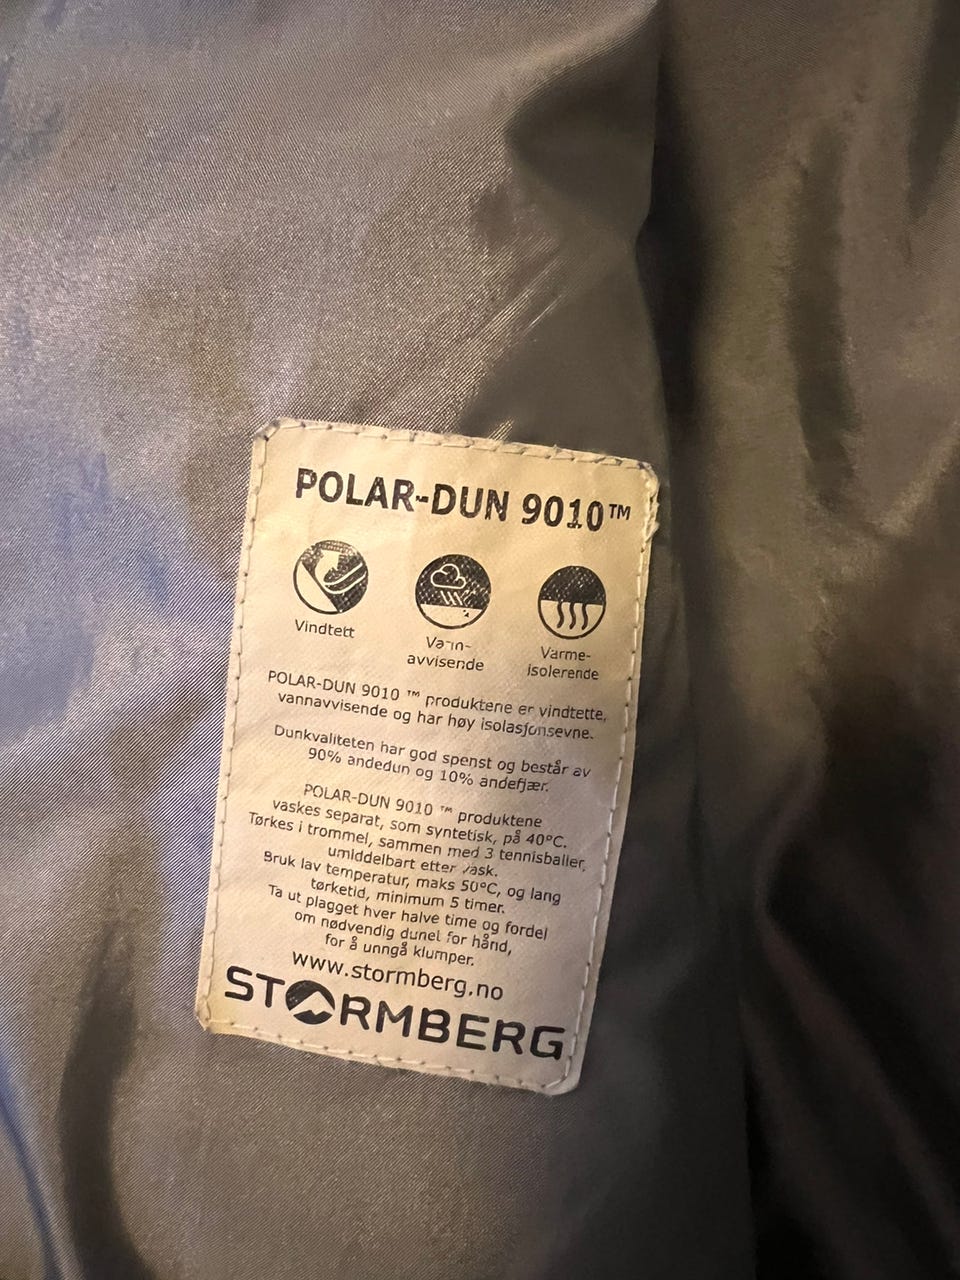 POLAR-DUN 9010™
Vindtett
Vann-
avvisende
Varme-
isolerende
POLAR-DUN 9010 ™ produktene er vindtette,
vannavvisende og har høy isolasjonsevne.
Dunkvaliteten har god spenst og består av
90% andedun og 10% andefjær.
POLAR-DUN 9010 ™ produktene
vaskes separat, som syntetisk, på 40°C.
Tørkes i trommel, sammen med 3 tennisballer,
umiddelbart etter vask.
Bruk lav temperatur, maks 50°C, og lang
tørketid, minimum 5 timer.
Ta ut plagget hver halve time og fordel
om nødvendig dunet for hånd,
for å unngå klumper.
www.stormberg.no
STORMBERG